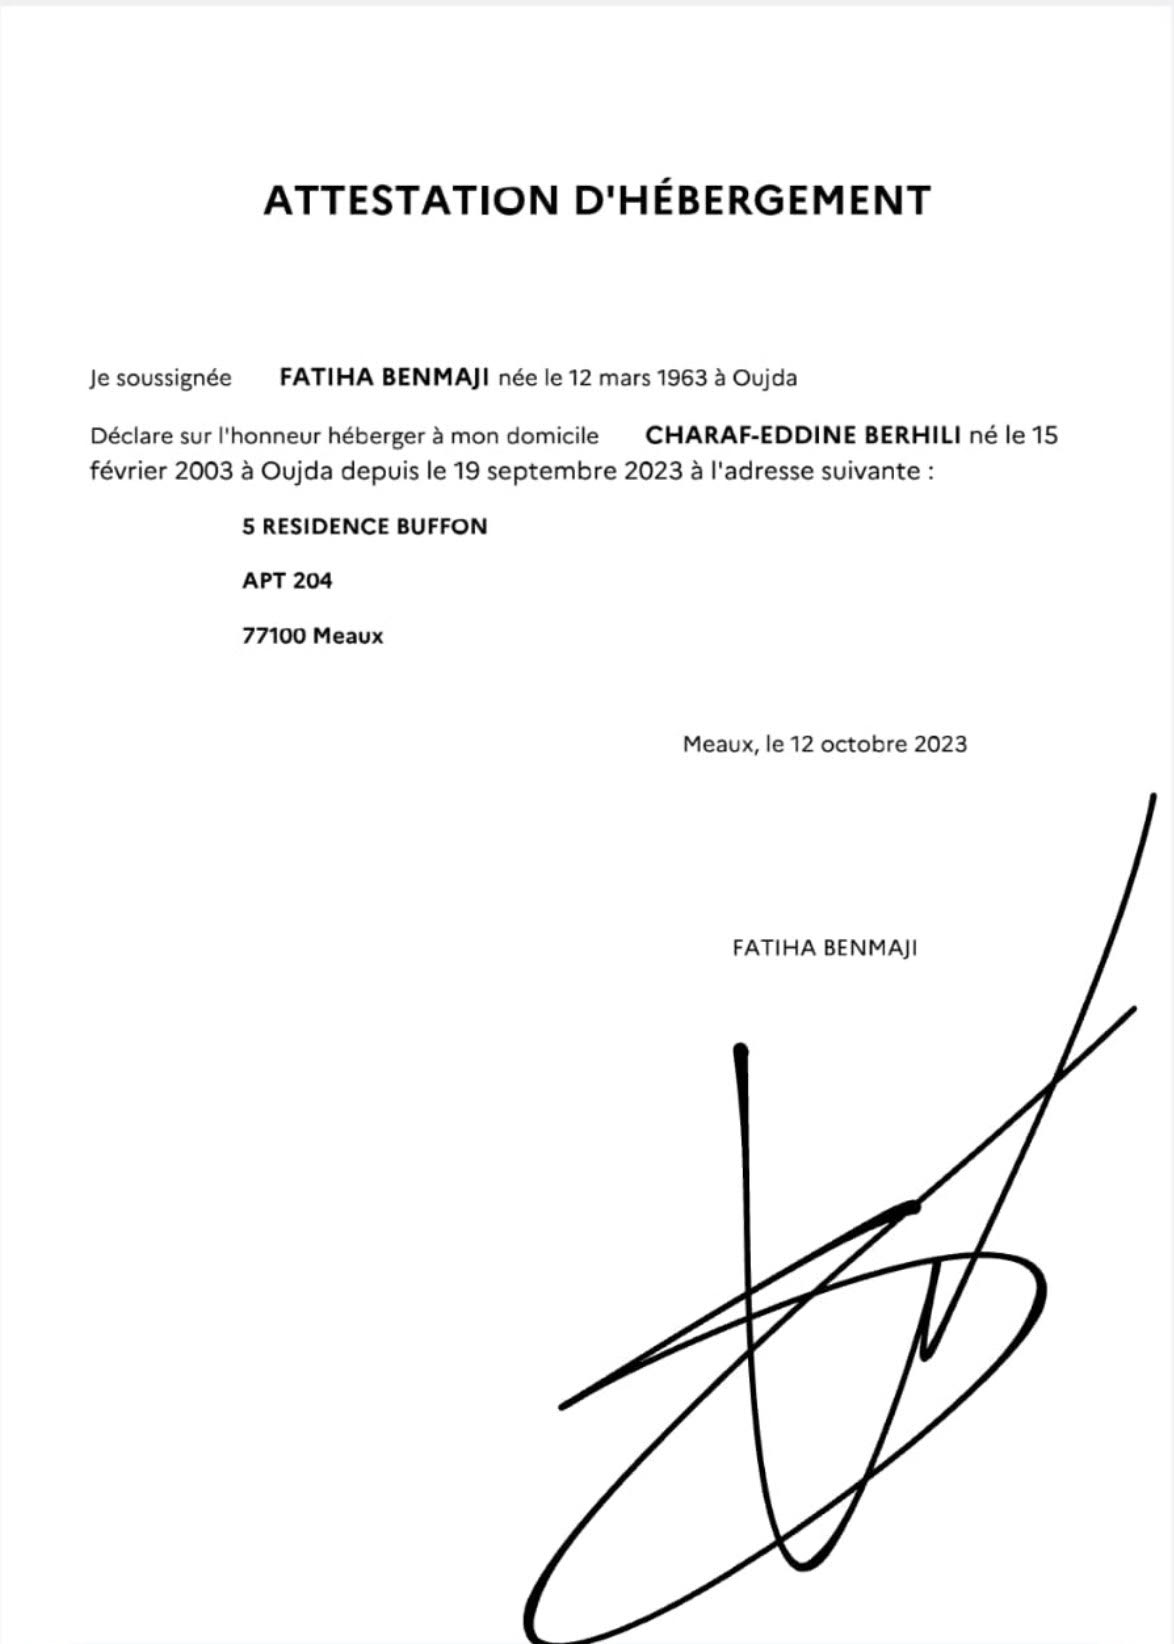 ATTESTATION D'HÉBERGEMENT
Je soussignée FATIHA BENMAJI née le 12 mars 1963 à Oujda
Déclare sur l'honneur héberger à mon domicile CHARAF-EDDINE BERHILI né le 15
février 2003 à Oujda depuis le 19 septembre 2023 à l'adresse suivante :
5 RESIDENCE BUFFON
APT 204
77100 Meaux
Meaux, le 12 octobre 2023
FATIHA BENMAJI